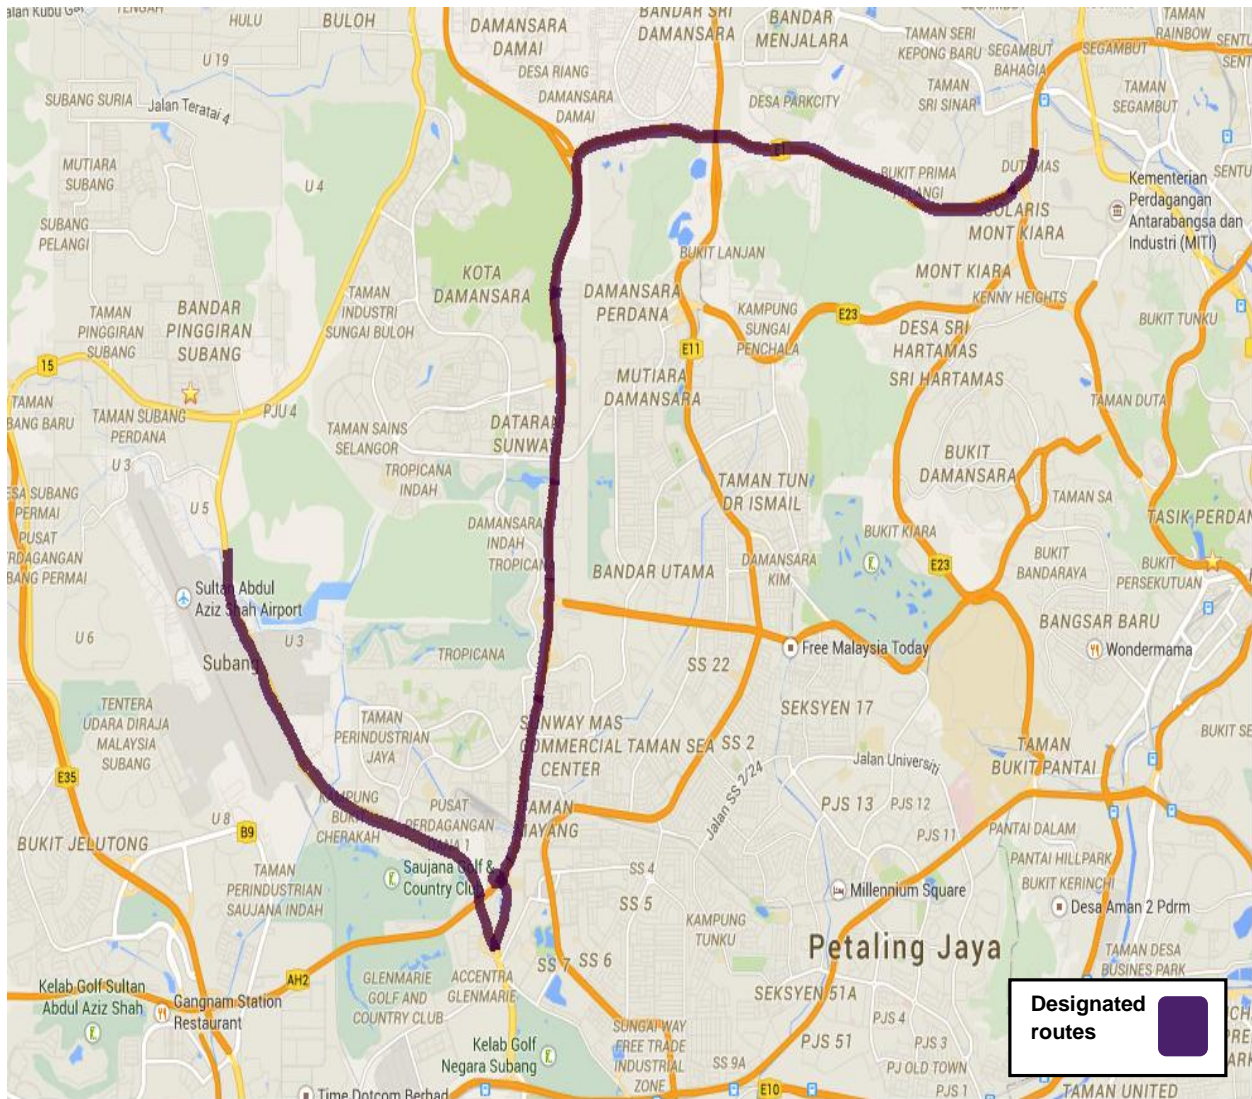 TENGAH
HULU
BULOH
U 19
SUBANG SURIA
Jalan Teratai 4
MUTIARA
SUBANG
U 4
SUBANG
PELANGI
DAMANSARA
DAMAI
DESA RIANG
DAMANSARA
DAMAI
BANDAR SRI
DAMANSARA
BANDAR
MENJALARA
DESA PARKCITY
TAMAN SERI
KEPONG BARU
SEGAMBUT
BAHAGIA
SEGAMBUT
TAMAN
RAINBOW
TAMAN
SRI SINAR
TAMAN
SEGAMBUT
E1
BUKIT PRIMA
PELANGI
DUTAMAS
SOLARIS
MONT KIARA
Kementerian
Perdagangan
Antarabangsa dan
Industri (MITI)
KOTA
DAMANSARA
TAMAN
INDUSTRI
SUNGAI BULOH
TAMAN
PINGGIRAN
SUBANG
BANDAR
PINGGIRAN
SUBANG
15
DAMANSARA
PERDANA
BUKIT LANJAN
KAMPUNG
SUNGAI
PENCHALA
E11
E23
MONT KIARA
KENNY HEIGHTS
DESA SRI
HARTAMAS
SRI HARTAMAS
BUKIT TUNKU
MUTIARA
DAMANSARA
TAMAN
TAMAN SUBANG
PERDANA
PJU 4
TAMAN SAINS
SELANGOR
DATARAN
SUNWAY
TAMAN DUTA
U 3
TROPICANA
INDAH
BUKIT
DAMANSARA
TAMAN TUN
DR ISMAIL
TAMAN SA
U 5
DAMANSARA
INDAH
TROPICANA
TASIK PERDAN
BUKIT KIARA
BANDAR UTAMA
DAMANSARA
KIM
E23
BUKIT
BANDARAYA
BUKIT
PERSEKUTUAN
Sultan Abdul
Aziz Shah Airport
U 6
U 3
Subang
TROPICANA
SS 22
Free Malaysia Today
BANGSAR BARU
Wondermama
TENTERA
UDARA DIRAJA
MALAYSIA
SUBANG
TAMAN
PERINDUSTRIAN
JAYA
SUNWAY MAS
COMMERCIAL
CENTER
TAMAN SEA
SS 2
SEKSYEN 17
TAMAN
BUKIT PANTAI
Jalan Universiti
Jalan SS 2/24
E35
KAMPUNG
BUKIT
CHERAKAH
PUSAT
PERDAGANGAN
DANA 1
TAMAN
MAYANG
PJS 13
PJS 12
PJS 11
PANTAI DALAM
U 8
B9
BUKIT JELUTONG
TAMAN
PERINDUSTRIAN
SAUJANA INDAH
Saujana Golf &
Country Club
SS 4
SS 5
Millennium Square
PANTAI HILLPARK
BUKIT KERINCHI
Desa Aman 2 Pdrm
KAMPUNG
TUNKU
Petaling Jaya
TAMAN DESA
BUSINES PARK
AH2
GLENMARIE
GOLF AND
COUNTRY CLUB
ACCENTRA
GLENMARIE
SS 7
SS 6
SEKSYEN 51A
Kelab Golf Sultan
Abdul Aziz Shah
Gangnam Station
Restaurant
Designated
routes
PJS 4
PJS 51
PJS 3
PJ OLD TOWN
PJS 1
Kelab Golf
Negara Subang
SUNGAI WAY
FREE TRADE
INDUSTRIAL
ZONE
SS 9A
E10
TAMAN UNITED
Time Dotcom Berhad